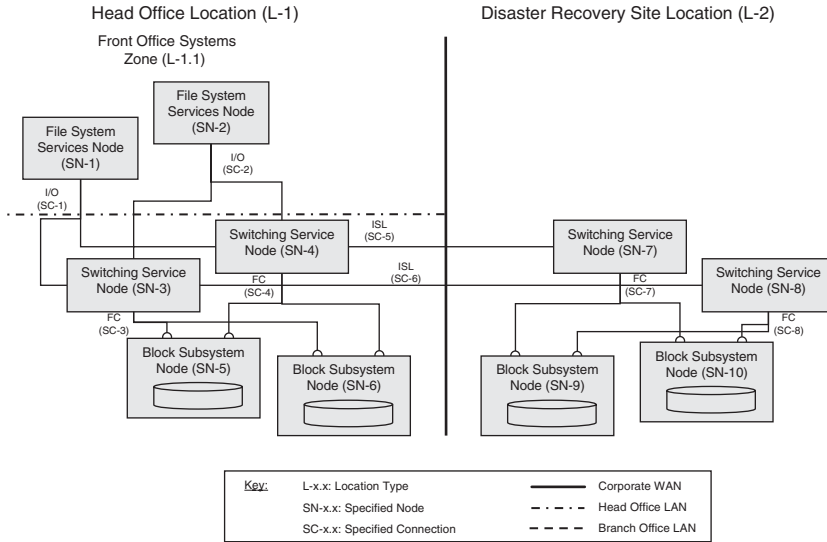 Head Office Location (L-1)
Disaster Recovery Site Location (L-2)
Front Office Systems
Zone (L-1.1)
File System
Services Node
(SN-1)
File System
Services Node
(SN-2)
I/O
(SC-1)
I/O
(SC-2)
Switching Service
Node (SN-4)
ISL
(SC-5)
Switching Service
Node (SN-7)
Switching Service
Node (SN-3)
FC
(SC-4)
ISL
(SC-6)
FC
(SC-7)
Switching Service
Node (SN-8)
FC
(SC-3)
FC
(SC-8)
Block Subsystem
Node (SN-5)
Block Subsystem
Node (SN-6)
Block Subsystem
Node (SN-9)
Block Subsystem
Node (SN-10)
Key:
L-x.x: Location Type
SN-x.x: Specified Node
SC-x.x: Specified Connection
Corporate WAN
Head Office LAN
Branch Office LAN